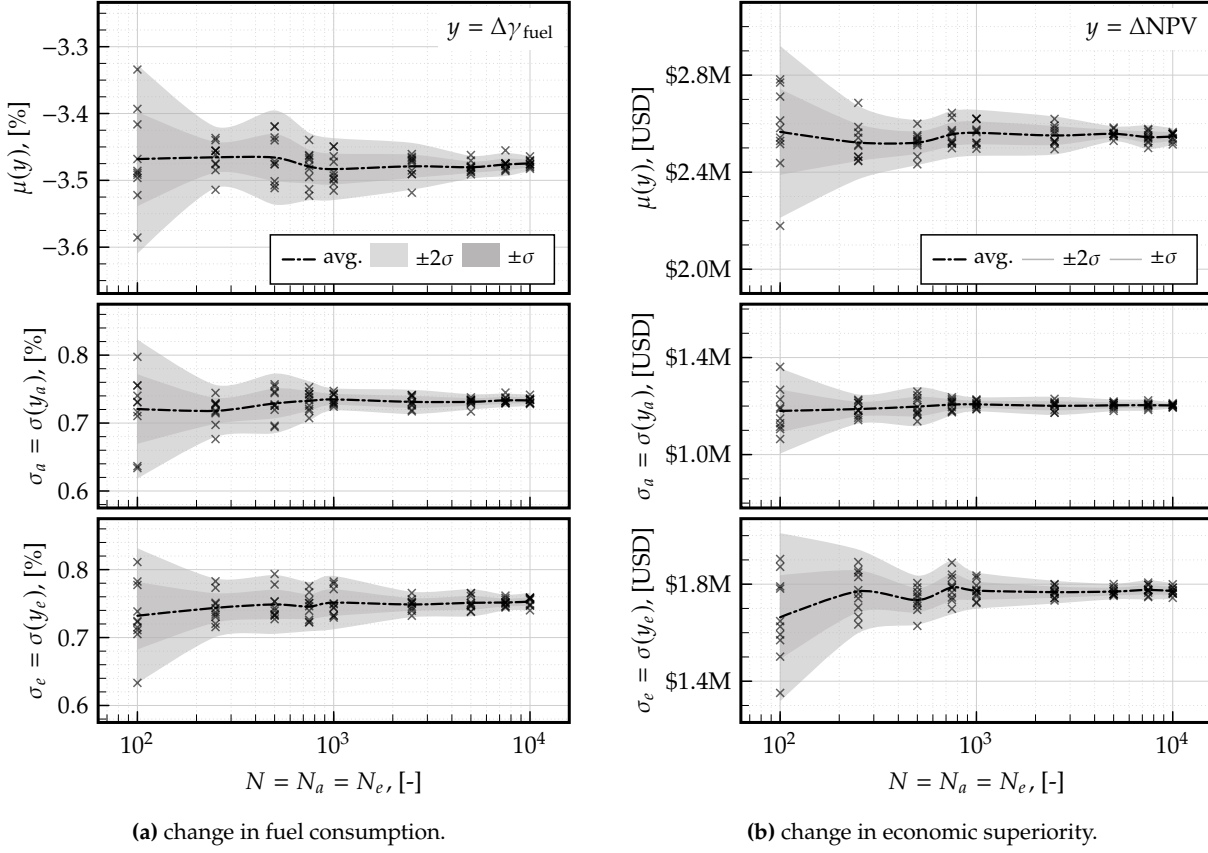 y = Δγfuel
−3.3
−3.4
−3.5
−3.6
μ(y), [%]
avg. ±2σ ±σ
0.8
0.7
0.6
σa = σ(ya), [%]
0.8
0.7
0.6
σe = σ(ye), [%]
10² 10³ 10⁴
N = Na = Ne, [-]
(a) change in fuel consumption.
y = ΔNPV
$2.8M
$2.4M
$2.0M
μ(y), [USD]
avg. ±2σ ±σ
$1.4M
$1.0M
σa = σ(ya), [USD]
$1.8M
$1.4M
σe = σ(ye), [USD]
10² 10³ 10⁴
N = Na = Ne, [-]
(b) change in economic superiority.